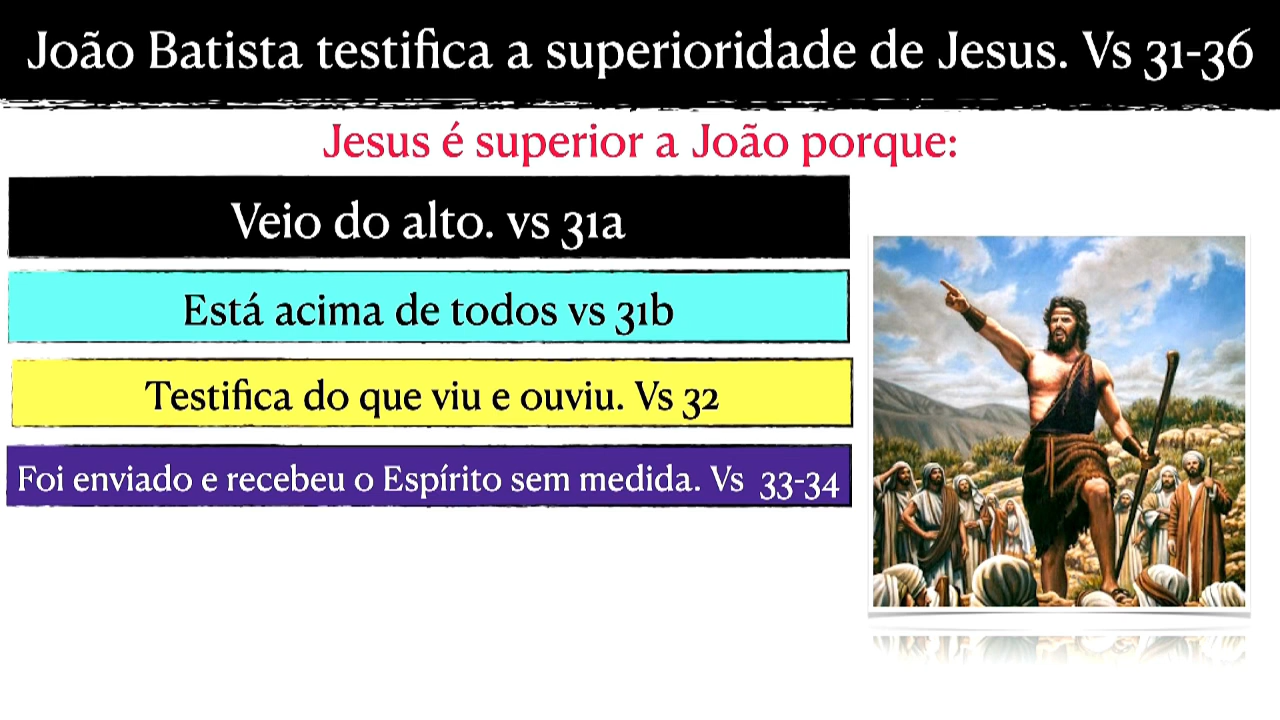 João Batista testifica a superioridade de Jesus. Vs 31-36
Jesus é superior a João porque:
Veio do alto. vs 31a
Está acima de todos vs 31b
Testifica do que viu e ouviu. Vs 32
Foi enviado e recebeu o Espírito sem medida. Vs 33-34